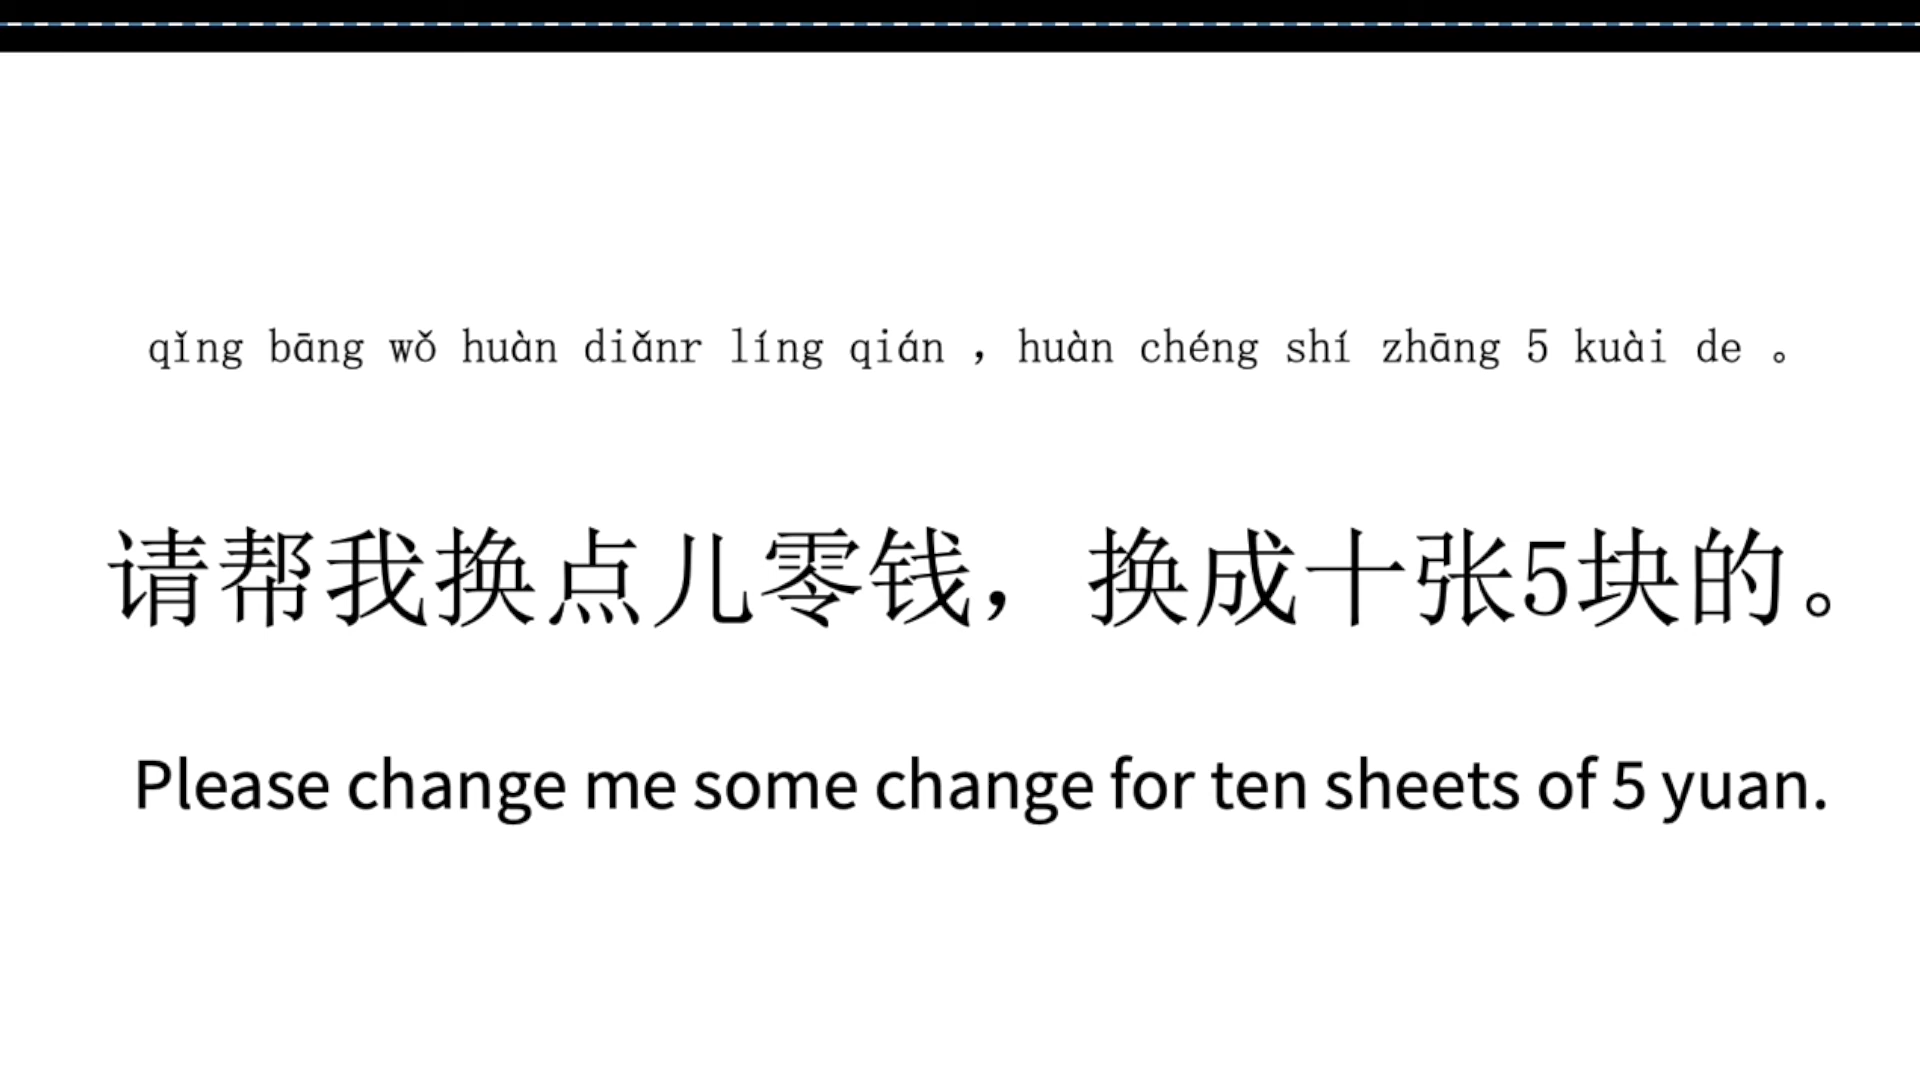 qǐng bāng wǒ huàn diǎnr líng qián , huàn chéng shí zhāng 5 kuài de 。
请帮我换点儿零钱，换成十张5块的。
Please change me some change for ten sheets of 5 yuan.